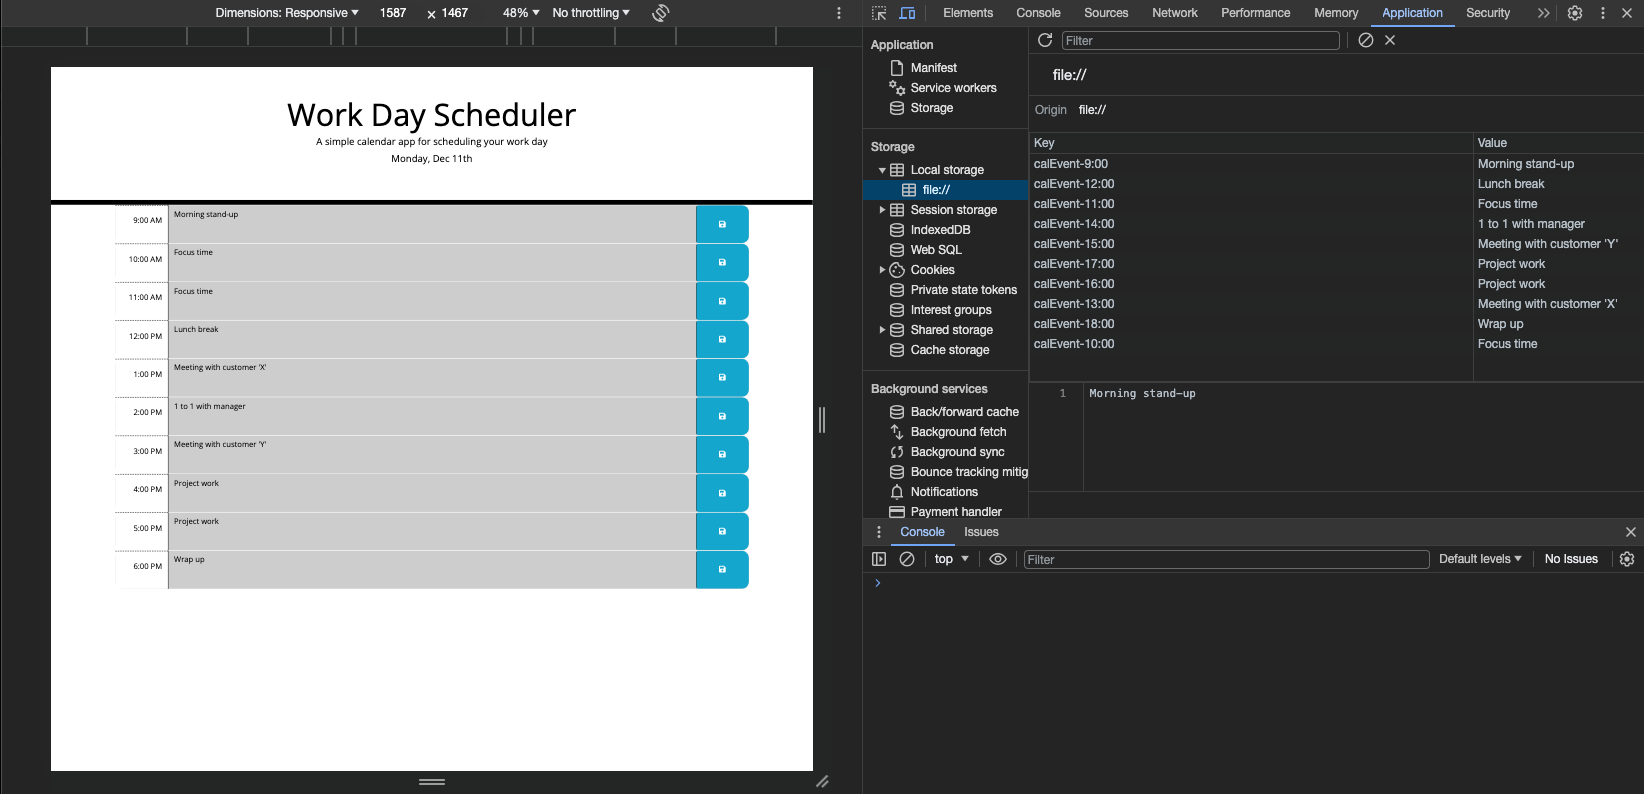 Dimensions: Responsive ▼ 1587 × 1467 48% ▼ No throttling ▼
Work Day Scheduler
A simple calendar app for scheduling your work day
Monday, Dec 11th
9:00 AM Morning stand-up
10:00 AM Focus time
11:00 AM Focus time
12:00 PM Lunch break
1:00 PM Meeting with customer 'X'
2:00 PM 1 to 1 with manager
3:00 PM Meeting with customer 'Y'
4:00 PM Project work
5:00 PM Project work
6:00 PM Wrap up
Elements Console Sources Network Performance Memory Application Security
Application
Manifest
Service workers
Storage
Storage
Local storage
file://
Session storage
IndexedDB
Web SQL
Cookies
Private state tokens
Interest groups
Shared storage
Cache storage
Background services
Back/forward cache
Background fetch
Background sync
Bounce tracking mitig
Notifications
Payment handler
Filter
file://
Origin file://
Key Value
calEvent-9:00 Morning stand-up
calEvent-12:00 Lunch break
calEvent-11:00 Focus time
calEvent-14:00 1 to 1 with manager
calEvent-15:00 Meeting with customer 'Y'
calEvent-17:00 Project work
calEvent-16:00 Project work
calEvent-13:00 Meeting with customer 'X'
calEvent-18:00 Wrap up
calEvent-10:00 Focus time
1 Morning stand-up
Console Issues
top ▼ Filter Default levels ▼ No Issues